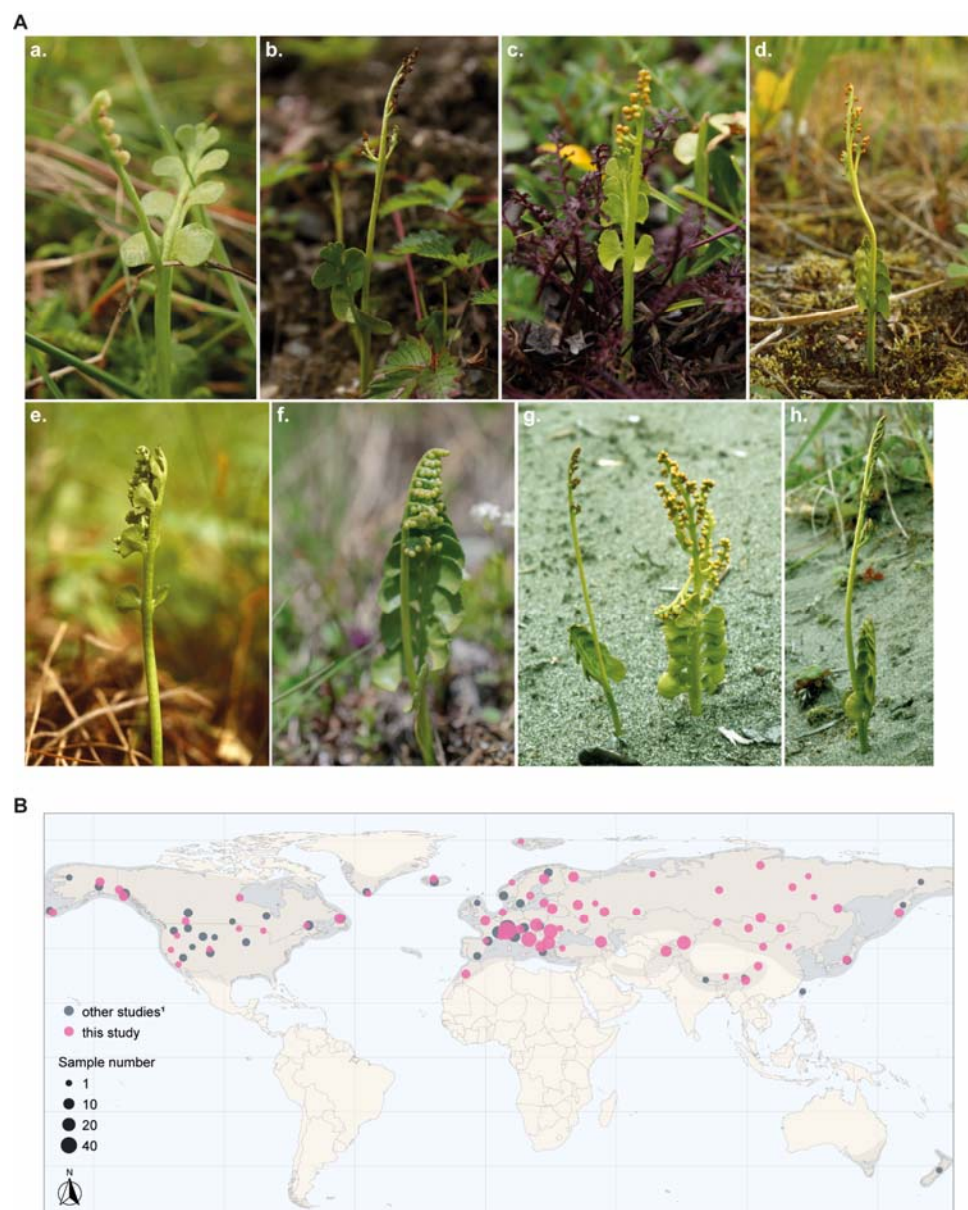 A
a.
b.
c.
d.
e.
f.
g.
h.
B
other studies¹
this study
Sample number
1
10
20
40
N